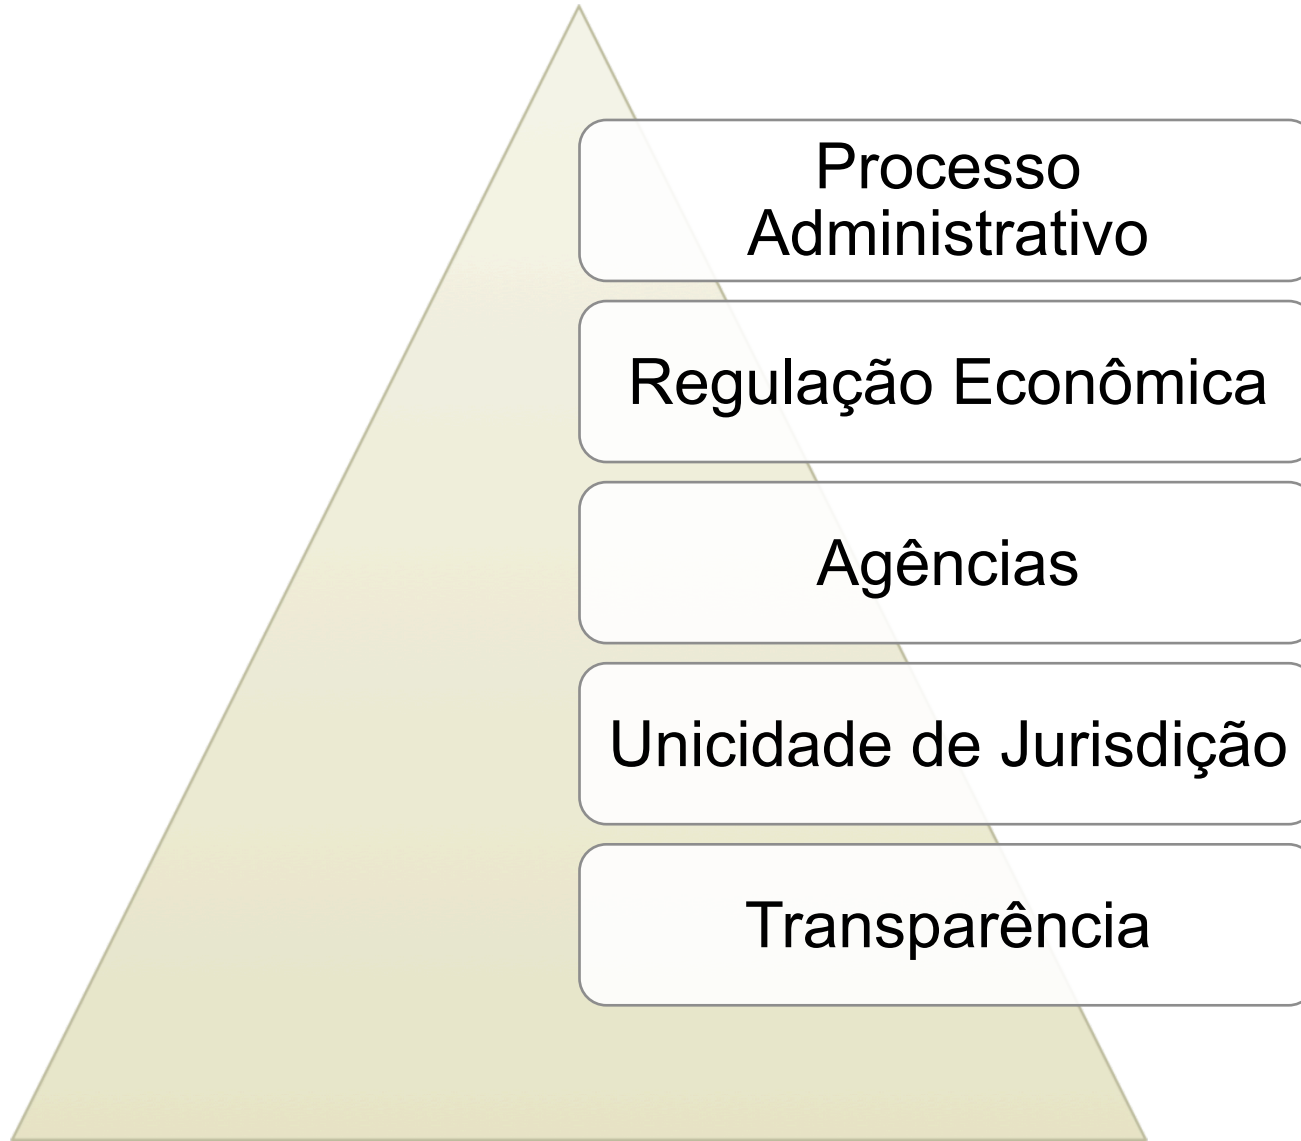 Processo
Administrativo
Regulação Econômica
Agências
Unicidade de Jurisdição
Transparência